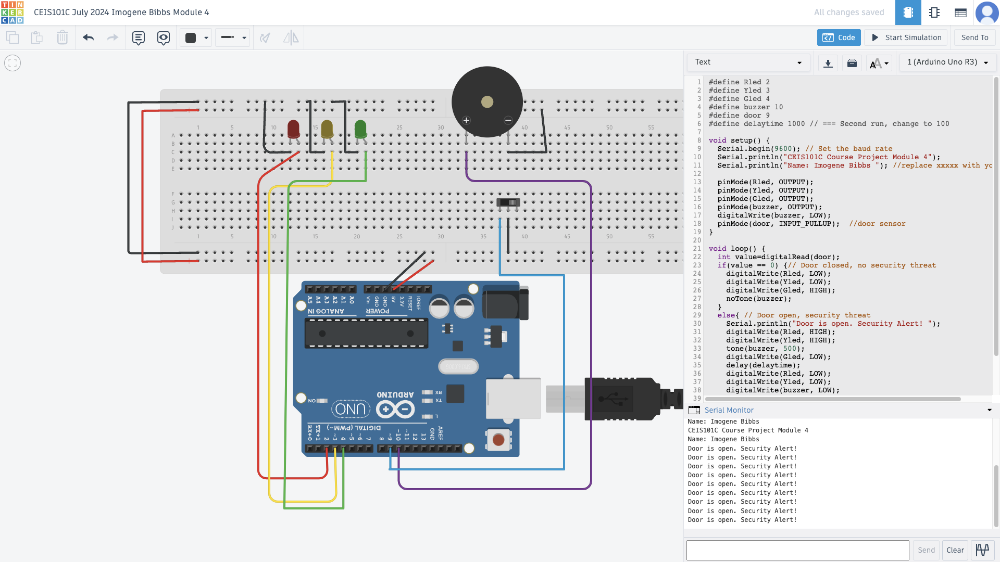 TINKERCAD
CEIS101C July 2024 Imogene Bibbs Module 4
All changes saved
Code
Start Simulation
Send To
Text
1 (Arduino Uno R3)
1 #define Rled 2
2 #define Yled 3
3 #define Gled 4
4 #define buzzer 10
5 #define door 9
6 #define delaytime 1000 // === Second run, change to 100
7
8 void setup() {
9 Serial.begin(9600); // Set the baud rate
10 Serial.println("CEIS101C Course Project Module 4");
11 Serial.println("Name: Imogene Bibbs "); //replace xxxxx with yo
12
13 pinMode(Rled, OUTPUT);
14 pinMode(Yled, OUTPUT);
15 pinMode(Gled, OUTPUT);
16 pinMode(buzzer, OUTPUT);
17 digitalWrite(buzzer, LOW);
18 pinMode(door, INPUT_PULLUP); //door sensor
19 }
20
21 void loop() {
22 int value=digitalRead(door);
23 if(value == 0) {// Door closed, no security threat
24 digitalWrite(Rled, LOW);
25 digitalWrite(Yled, LOW);
26 digitalWrite(Gled, HIGH);
27 noTone(buzzer);
28 }
29 else{ // Door open, security threat
30 Serial.println("Door is open. Security Alert! ");
31 digitalWrite(Rled, HIGH);
32 digitalWrite(Yled, HIGH);
33 tone(buzzer, 500);
34 digitalWrite(Gled, LOW);
35 delay(delaytime);
36 digitalWrite(Rled, LOW);
37 digitalWrite(Yled, LOW);
38 digitalWrite(buzzer, LOW);
39
Serial Monitor
Name: Imogene Bibbs
CEIS101C Course Project Module 4
Name: Imogene Bibbs
Door is open. Security Alert!
Door is open. Security Alert!
Door is open. Security Alert!
Door is open. Security Alert!
Door is open. Security Alert!
Door is open. Security Alert!
Door is open. Security Alert!
Door is open. Security Alert!
Door is open. Security Alert!
Send
Clear
1 5 10 15 25 30 40 45 50 55
A
B
C
D
E
F
G
H
I
J
1 5 10 15 20 25 30 35 40 45 50 55
A5 A4 A3 A2 A1 A0 Vin GND GND 5V 3.3V RESET IOREF
ANALOG IN POWER
RX
TX
L
ON
UNO
ARDUINO
DIGITAL (PWM~)
RX←0 TX→1 2 ~3 4 ~5 ~6 7 8 ~9 ~10 ~11 12 13 GND AREF